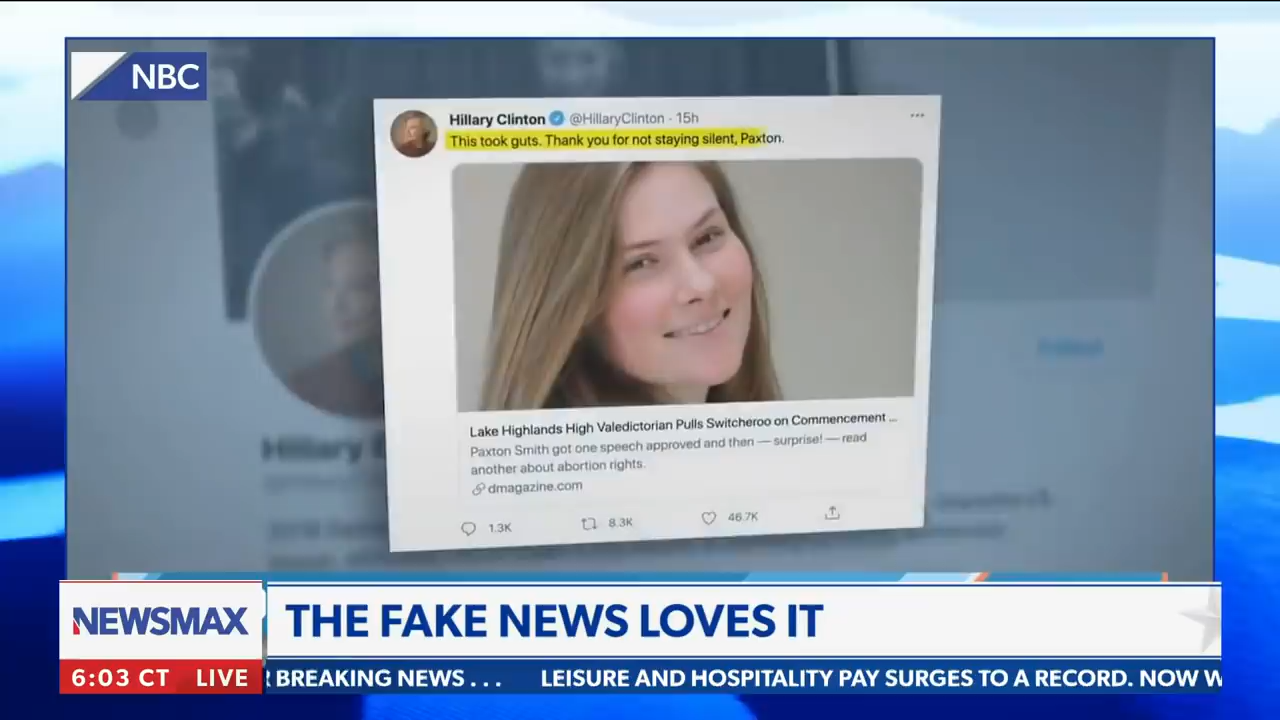 NBC
Hillary Clinton @HillaryClinton · 15h
This took guts. Thank you for not staying silent, Paxton.
Lake Highlands High Valedictorian Pulls Switcheroo on Commencement ...
Paxton Smith got one speech approved and then — surprise! — read
another about abortion rights.
dmagazine.com
1.3K 8.3K 46.7K
Hillary
NEWSMAX
THE FAKE NEWS LOVES IT
6:03 CT LIVE
R BREAKING NEWS . . . LEISURE AND HOSPITALITY PAY SURGES TO A RECORD. NOW W